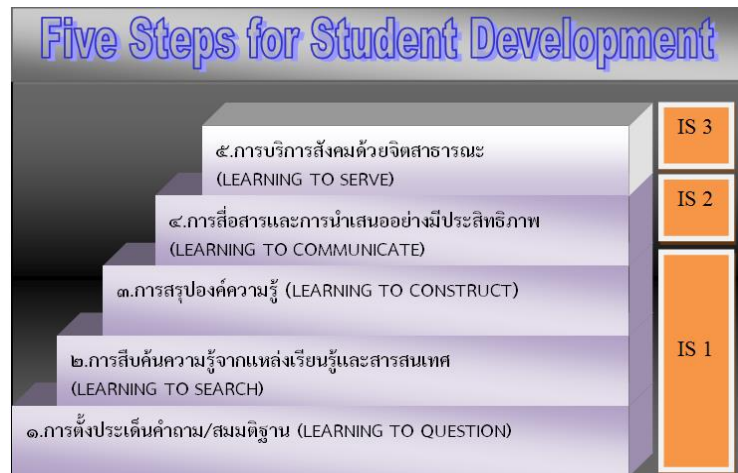 Five Steps for Student Development
๕.การบริการสังคมด้วยจิตสาธารณะ
(LEARNING TO SERVE)
IS 3
๔.การสื่อสารและการนำเสนออย่างมีประสิทธิภาพ
(LEARNING TO COMMUNICATE)
IS 2
๓.การสรุปองค์ความรู้ (LEARNING TO CONSTRUCT)
๒.การสืบค้นความรู้จากแหล่งเรียนรู้และสารสนเทศ
(LEARNING TO SEARCH)
IS 1
๑.การตั้งประเด็นคำถาม/สมมติฐาน (LEARNING TO QUESTION)